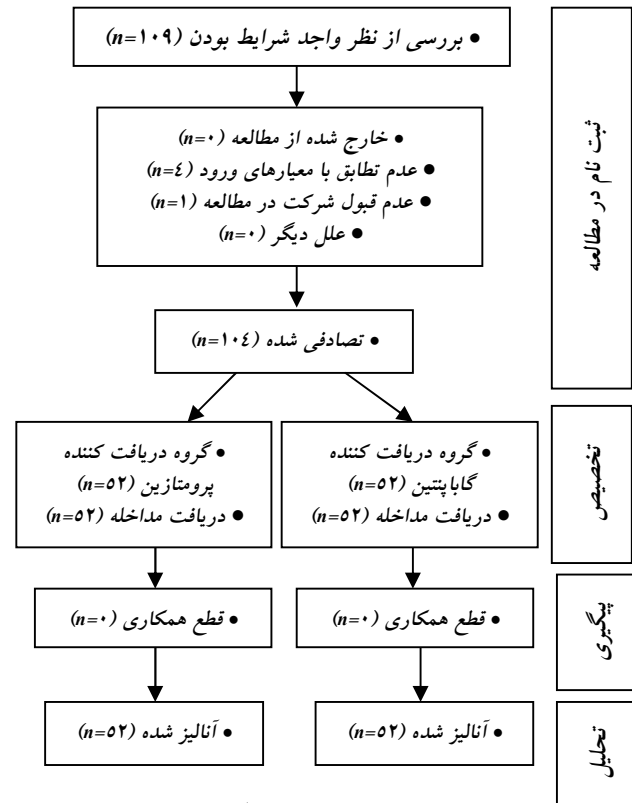 ● بررسی از نظر واجد شرایط بودن (n=۱۰۹)
● خارج شده از مطالعه (n=۰)
● عدم تطابق با معیارهای ورود (n=٤)
● عدم قبول شرکت در مطالعه (n=۱)
● علل دیگر (n=۰)
● تصادفی شده (n=۱۰٤)
ثبت نام در مطالعه
● گروه دریافت کننده
گاباپنتین (n=۵۲)
● دریافت مداخله (n=۵۲)
● گروه دریافت کننده
پرومتازین (n=۵۲)
● دریافت مداخله (n=۵۲)
تخصیص
● قطع همکاری (n=۰)
● قطع همکاری (n=۰)
پیگیری
● آنالیز شده (n=۵۲)
● آنالیز شده (n=۵۲)
تحلیل